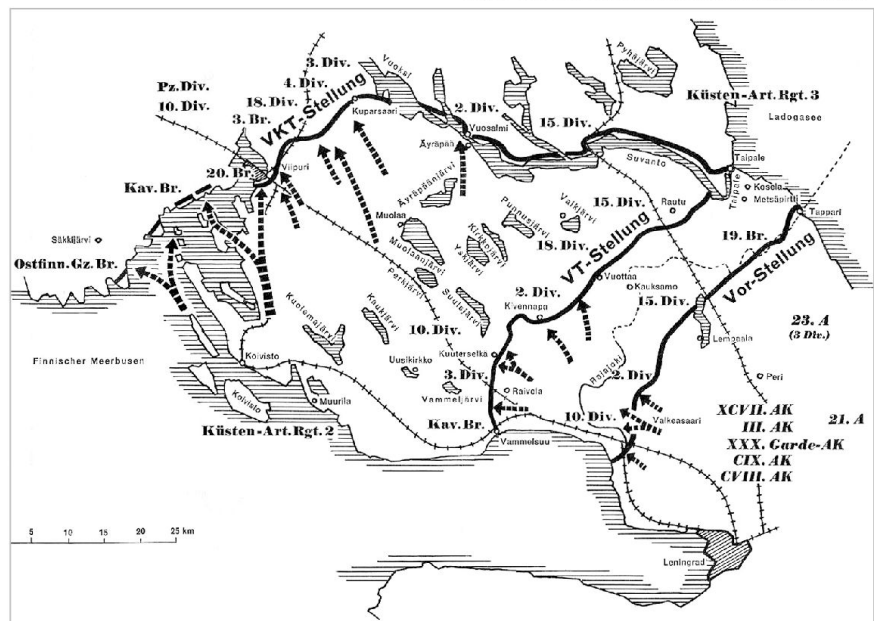 3. Div.
Vuoksi
Pyhäjärvi
Pz. Div.
4. Div.
10. Div.
18. Div.
2. Div.
Küsten-Art. Rgt. 3
3. Br.
VKT-Stellung
Kuparsaari
Vuosalmi
15. Div.
Ladogasee
Äyräpää
20. Br.
Viipuri
Suvanto
Taipale
Kav. Br.
Äyräpäänjärvi
Taipale
Kosela
Metsäpirtti
Punnusjärvi
Valkjärvi
15. Div.
Rautu
Tappari
Säkkijärvi
Muolaa
Kirkkojärvi
19. Br.
Ostfinn. Gz. Br.
Muolaanjärvi
Yskjärvi
18. Div.
VT-Stellung
Vor-Stellung
Perkjärvi
Suulajärvi
Vuottaa
Kauksamo
2. Div.
15. Div.
Kuolemajärvi
Kaukjärvi
10. Div.
Kivennapa
23. A
(3 Div.)
Finnischer Meerbusen
Lempaala
Koivisto
Uusikirkko
Kuuterselkä
Rajajoki
3. Div.
2. Div.
Peri
Koivisto
Muurila
Vammeljärvi
Raivola
XCVII. AK
21. A
Küsten-Art. Rgt. 2
Kav. Br.
10. Div.
Valkeasaari
III. AK
Vammelsuu
XXX. Garde-AK
CIX. AK
CVIII. AK
5 10 15 20 25 km
Leningrad